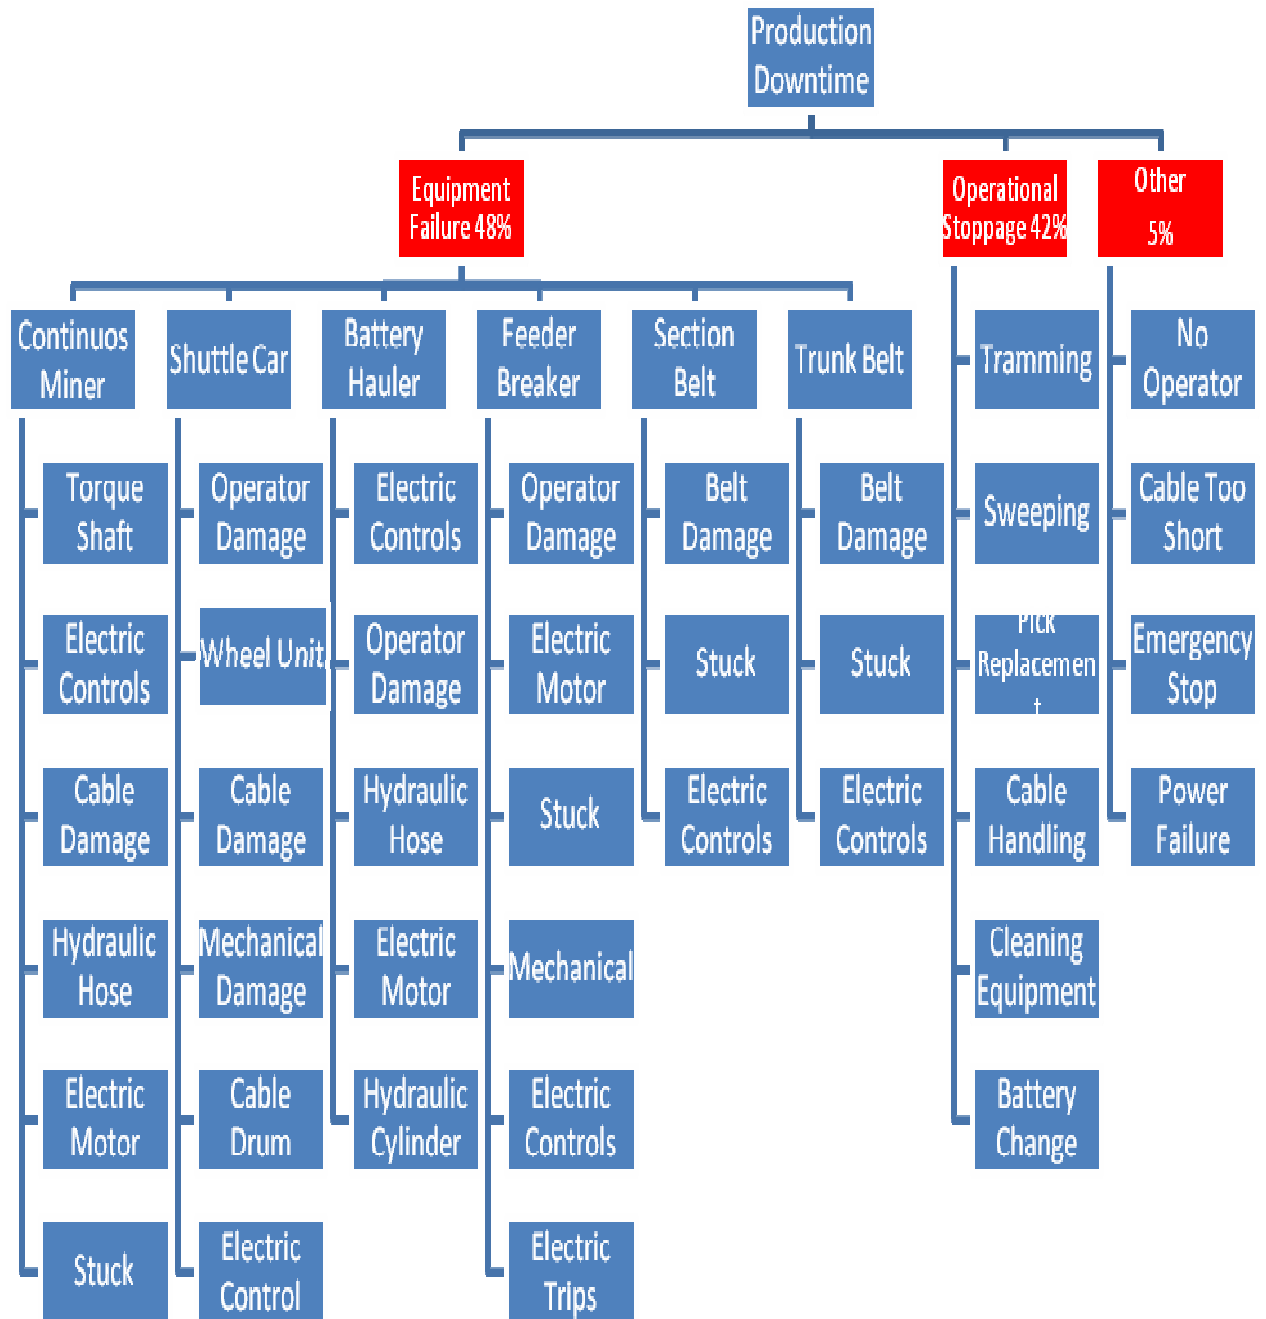 Production
Downtime
Equipment
Failure 48%
Operational
Stoppage 42%
Other
5%
Continuos
Miner
Shuttle Car
Battery
Hauler
Feeder
Breaker
Section
Belt
Trunk Belt
Tramming
No
Operator
Torque
Shaft
Operator
Damage
Electric
Controls
Operator
Damage
Belt
Damage
Belt
Damage
Sweeping
Cable Too
Short
Electric
Controls
Wheel Unit
Operator
Damage
Electric
Motor
Stuck
Stuck
Pick
Replacemen
t
Emergency
Stop
Cable
Damage
Cable
Damage
Hydraulic
Hose
Stuck
Electric
Controls
Electric
Controls
Cable
Handling
Power
Failure
Hydraulic
Hose
Mechanical
Damage
Electric
Motor
Mechanical
Cleaning
Equipment
Electric
Motor
Cable
Drum
Hydraulic
Cylinder
Electric
Controls
Battery
Change
Stuck
Electric
Control
Electric
Trips